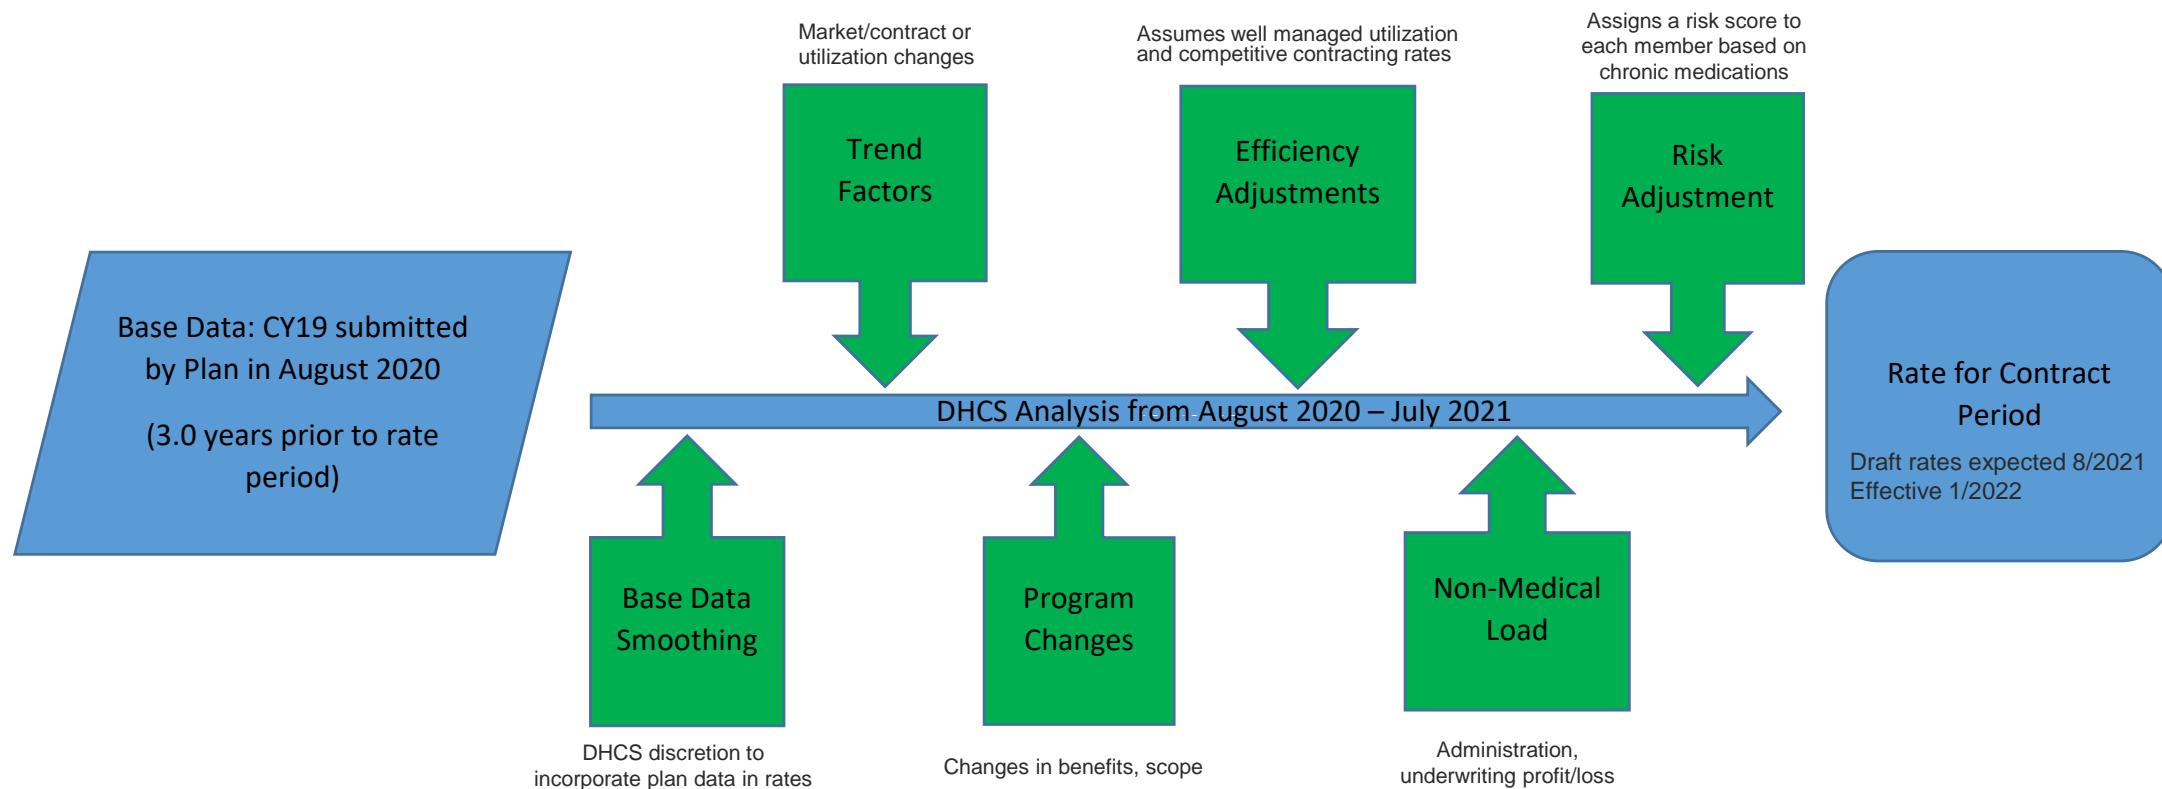 Market/contract or
utilization changes
Assumes well managed utilization
and competitive contracting rates
Assigns a risk score to
each member based on
chronic medications
Trend
Factors
Efficiency
Adjustments
Risk
Adjustment
Base Data: CY19 submitted
by Plan in August 2020
(3.0 years prior to rate
period)
DHCS Analysis from August 2020 – July 2021
Rate for Contract
Period
Draft rates expected 8/2021
Effective 1/2022
Base Data
Smoothing
Program
Changes
Non-Medical
Load
DHCS discretion to
incorporate plan data in rates
Changes in benefits, scope
Administration,
underwriting profit/loss